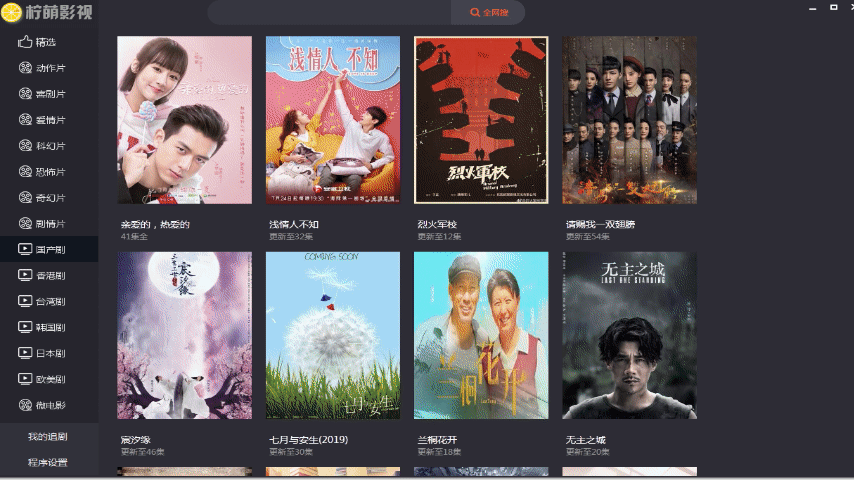 柠萌影视
全网搜
精选
动作片
喜剧片
爱情片
科幻片
恐怖片
奇幻片
剧情片
国产剧
香港剧
台湾剧
韩国剧
日本剧
欧美剧
微电影
我的追剧
程序设置
浅情人不知
烈火軍校
亲爱的，热爱的
41集全
浅情人不知
更新至32集
烈火军校
更新至12集
请赐我一双翅膀
更新至54集
宸汐缘
COMING SOON
七月与安生
兰桐花开
无主之城
LAST ONE STANDING
宸汐缘
更新至46集
七月与安生(2019)
更新至30集
兰桐花开
更新至18集
无主之城
更新至20集